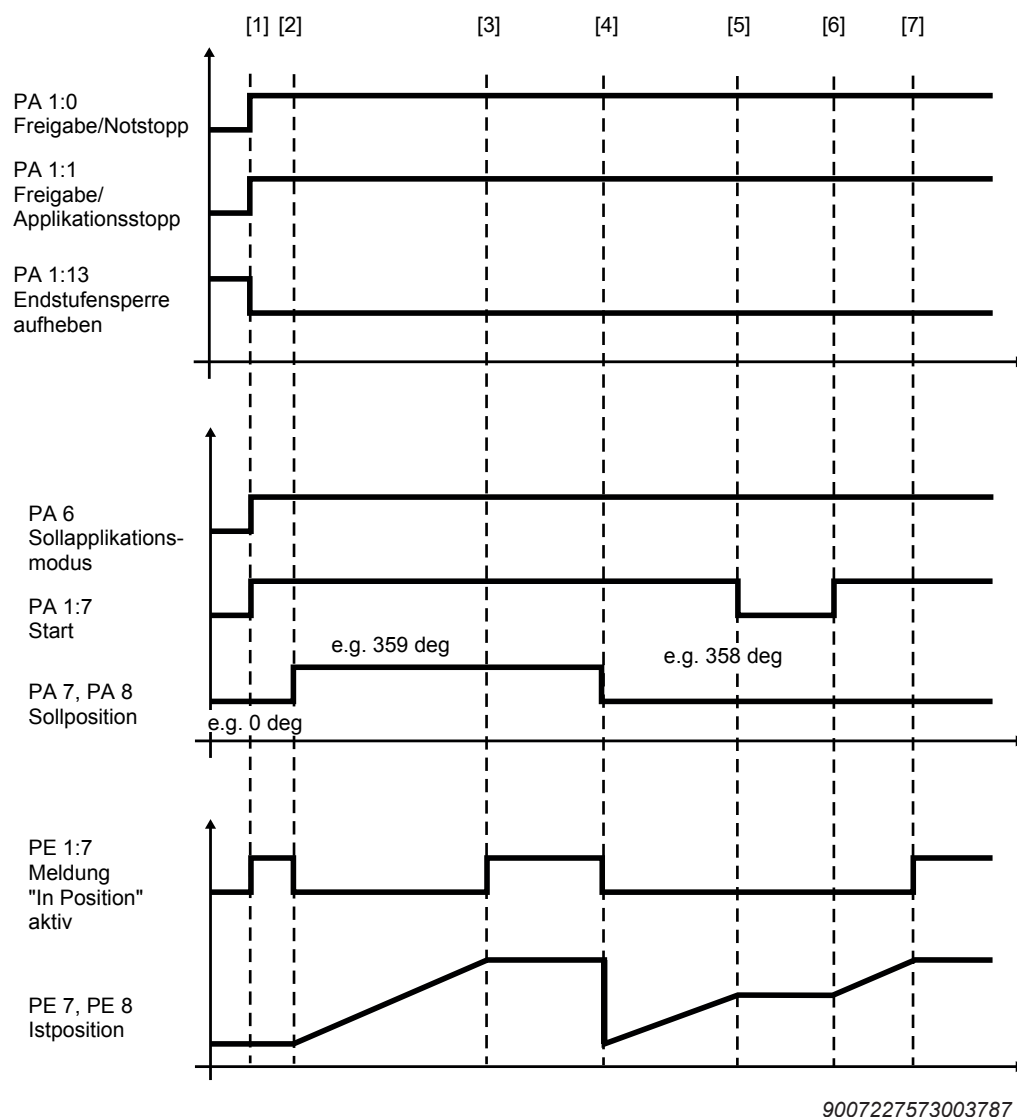 [1] [2] [3] [4] [5] [6] [7]
PA 1:0
Freigabe/Notstopp
PA 1:1
Freigabe/
Applikationsstopp
PA 1:13
Endstufensperre
aufheben
PA 6
Sollapplikations-
modus
PA 1:7
Start
e.g. 359 deg
e.g. 358 deg
PA 7, PA 8
Sollposition
e.g. 0 deg
PE 1:7
Meldung
"In Position"
aktiv
PE 7, PE 8
Istposition
9007227573003787